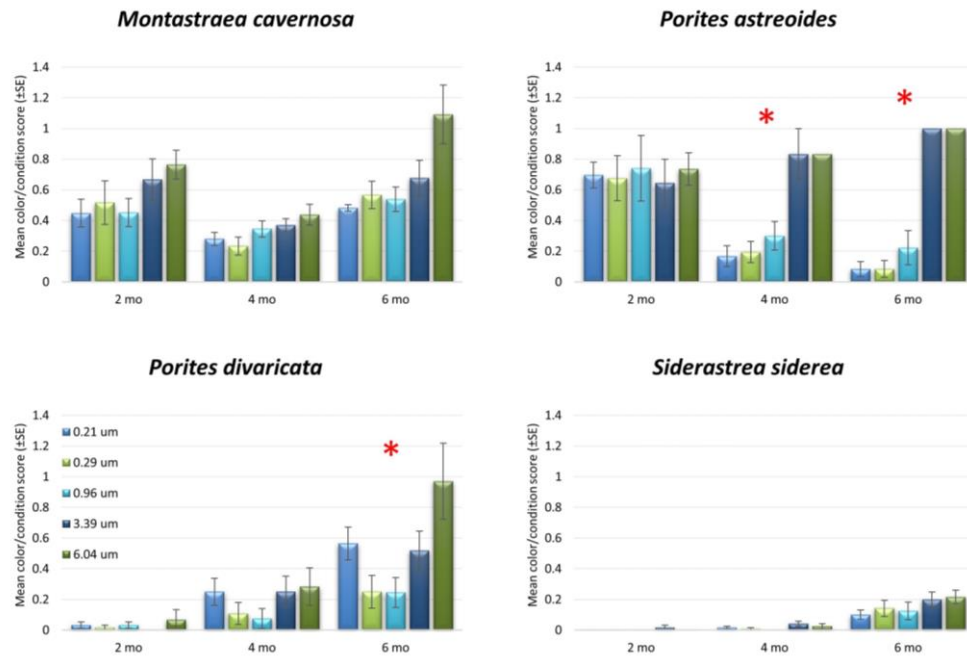 Montastraea cavernosa
Mean color/condition score (±SE)
1.4
1.2
1
0.8
0.6
0.4
0.2
0
2 mo
4 mo
6 mo
Porites astreoides
Mean color/condition score (±SE)
1.4
1.2
1
0.8
0.6
0.4
0.2
0
*
*
2 mo
4 mo
6 mo
Porites divaricata
Mean color/condition score (±SE)
1.4
1.2
1
0.8
0.6
0.4
0.2
0
0.21 um
0.29 um
0.96 um
3.39 um
6.04 um
*
2 mo
4 mo
6 mo
Siderastrea siderea
Mean color/condition score (±SE)
1.4
1.2
1
0.8
0.6
0.4
0.2
0
2 mo
4 mo
6 mo